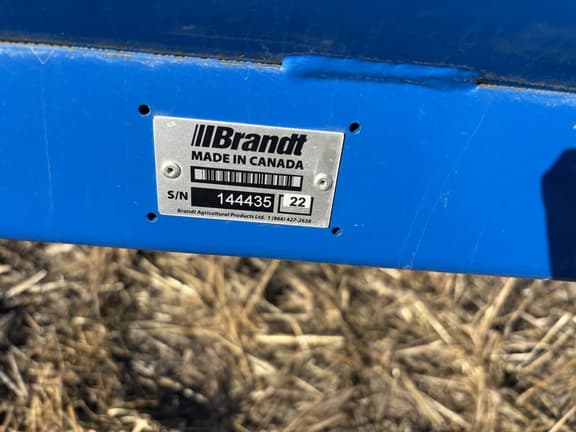 Brandt
MADE IN CANADA
S/N 144435 22
Brandt Agricultural Products Ltd. 1 (866) 427-2638